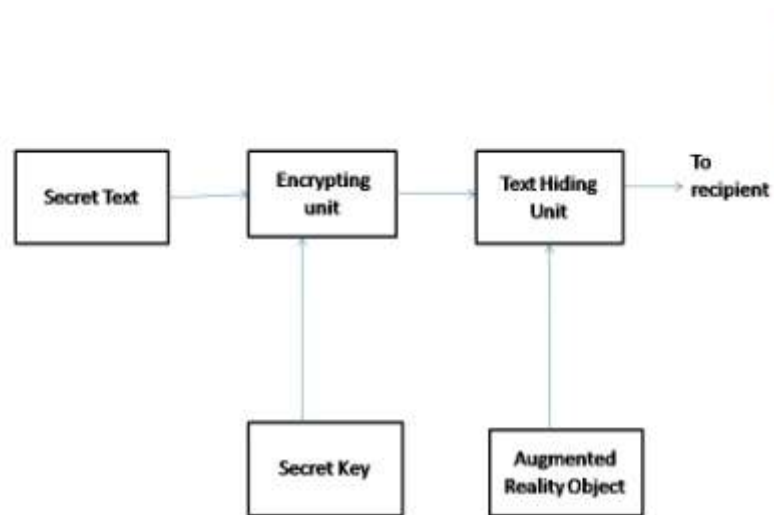 Secret Text
Encrypting
unit
Text Hiding
Unit
To
recipient
Secret Key
Augmented
Reality Object